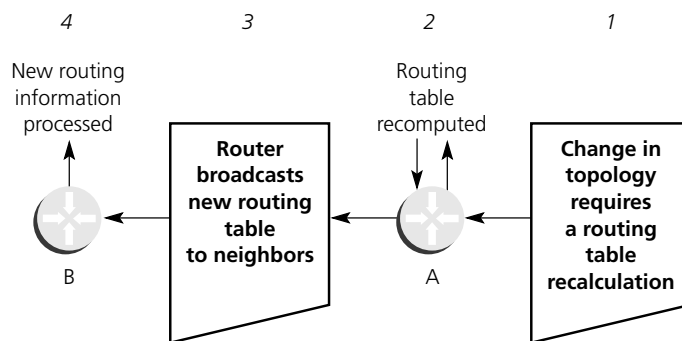 4
3
2
1
New routing
information
processed
Routing
table
recomputed
Router
broadcasts
new routing
table
to neighbors
Change in
topology
requires
a routing
table
recalculation
B
A